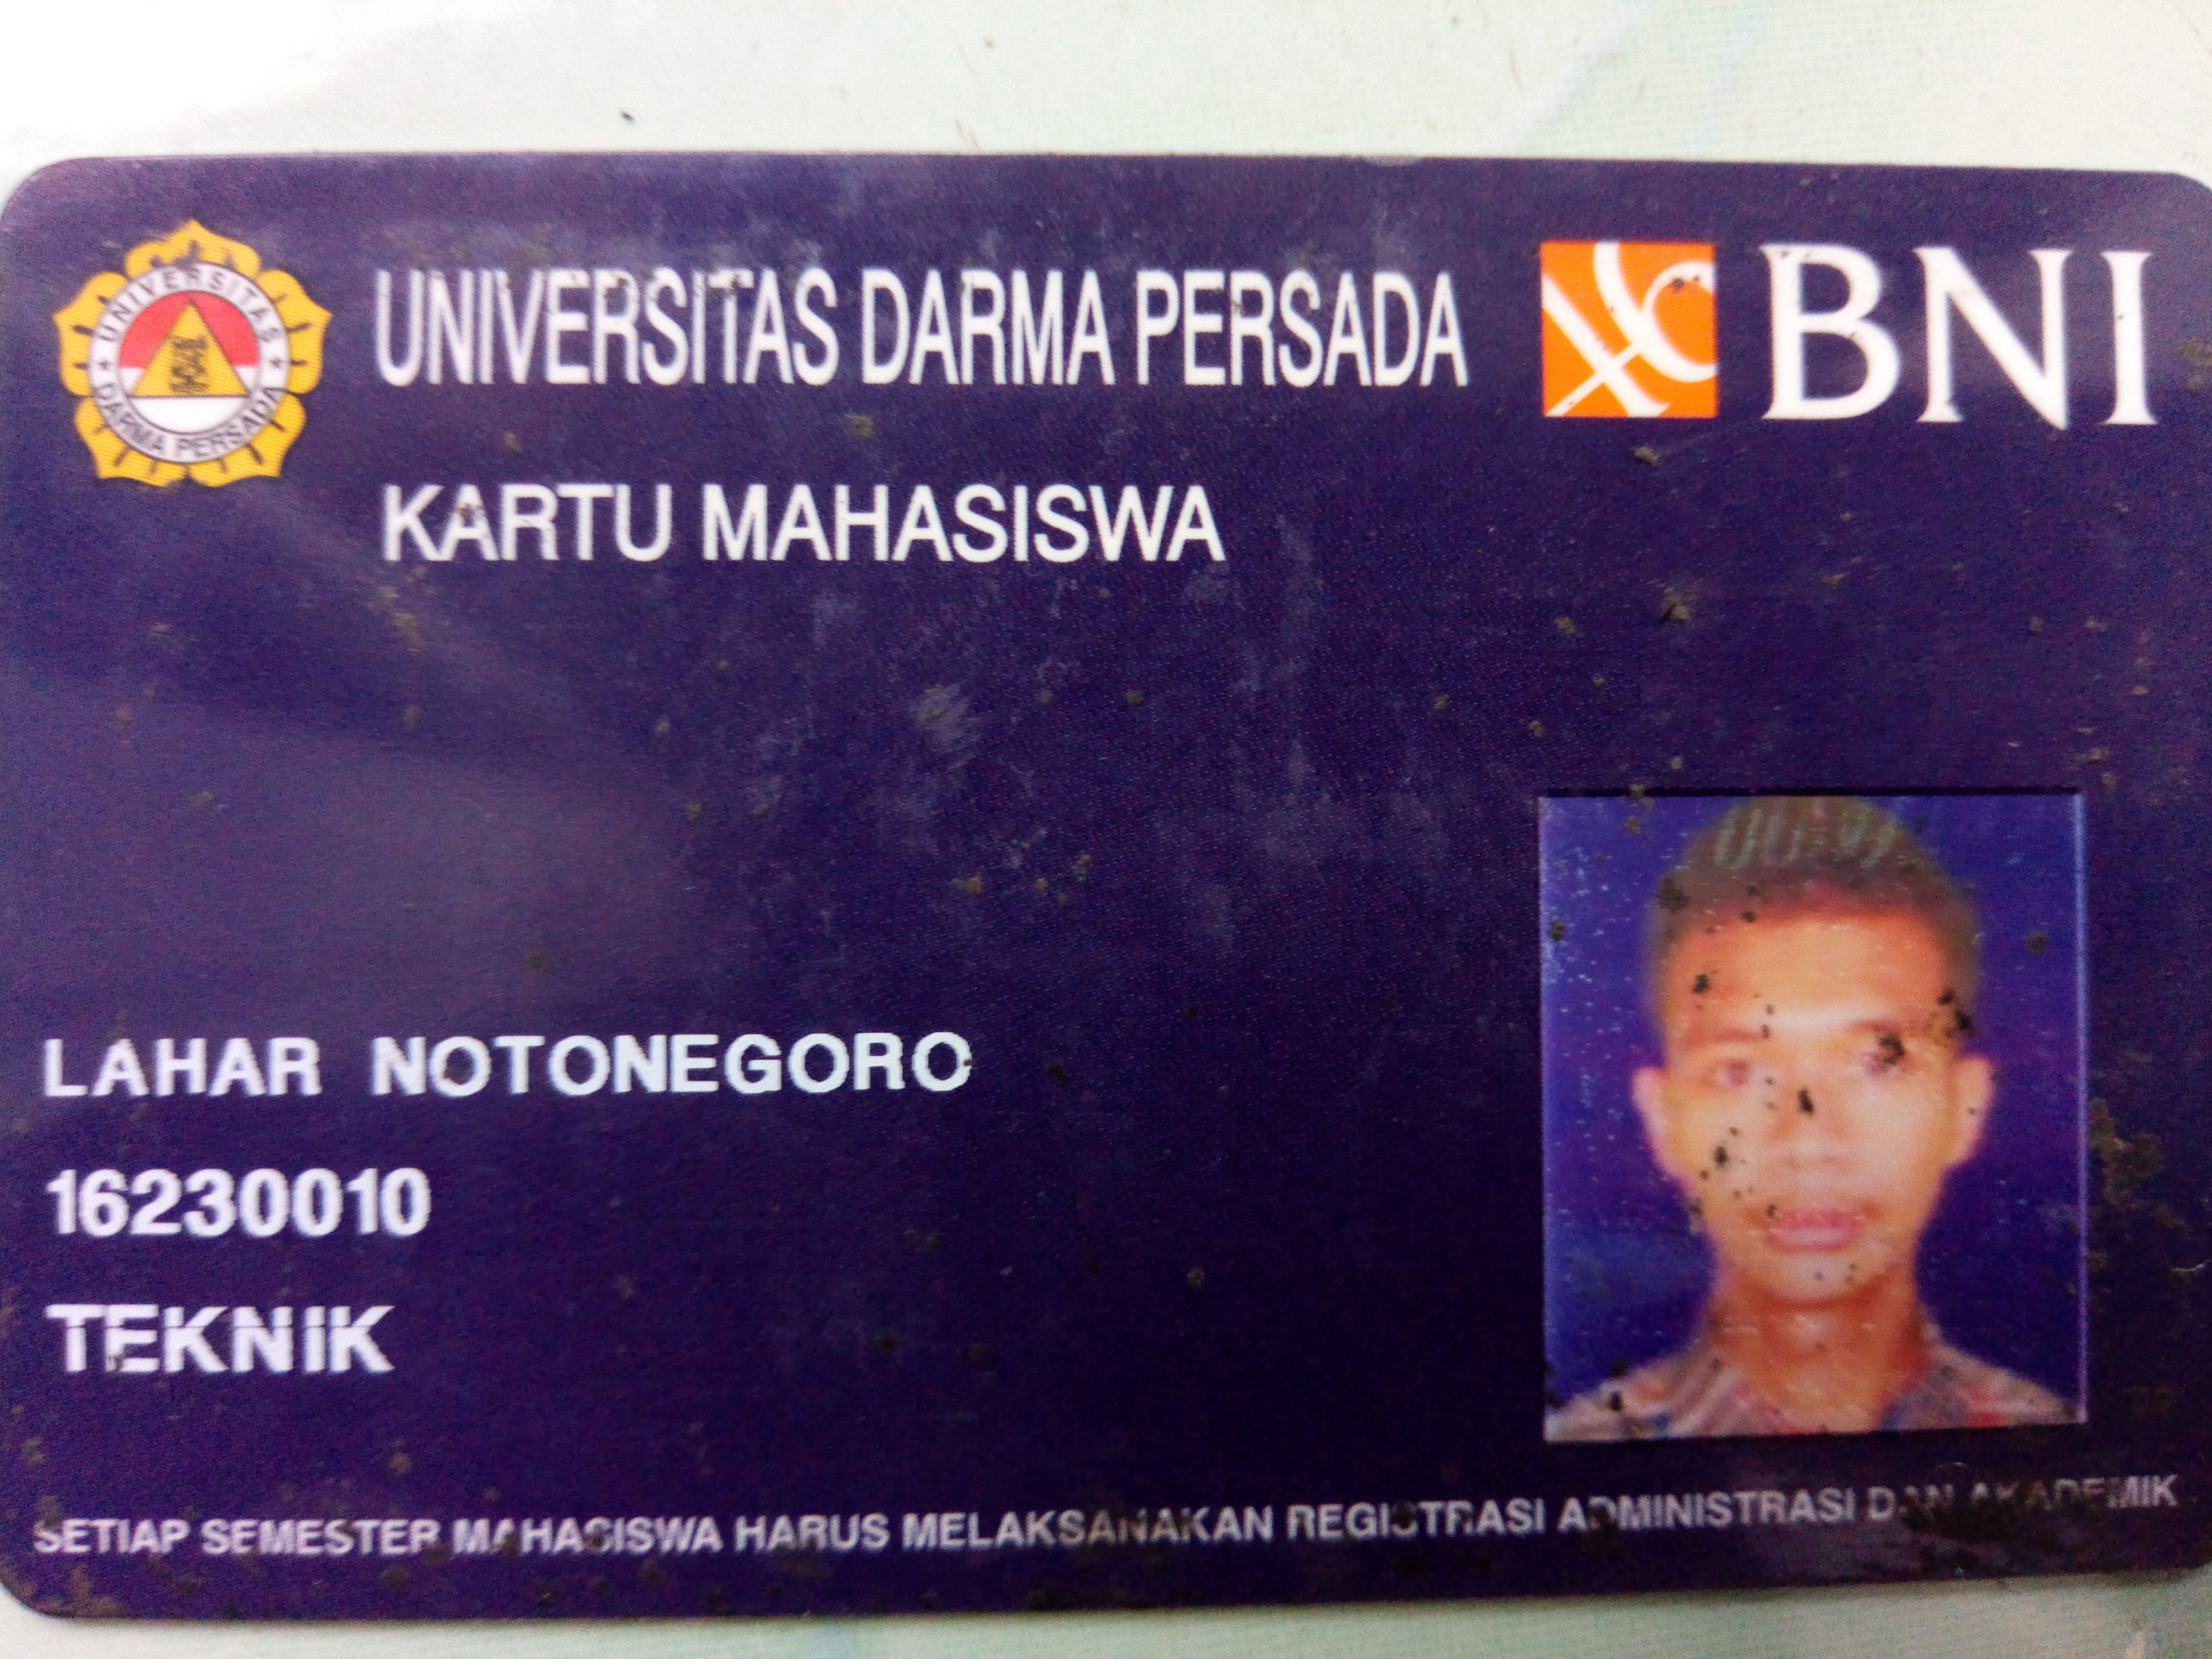 UNIVERSITAS DARMA PERSADA
BNI
UNIVERSITAS DARMA PERSADA
KARTU MAHASISWA
LAHAR NOTONEGORO
16230010
TEKNIK
SETIAP SEMESTER MAHASISWA HARUS MELAKSANAKAN REGISTRASI ADMINISTRASI DAN AKADEMIK